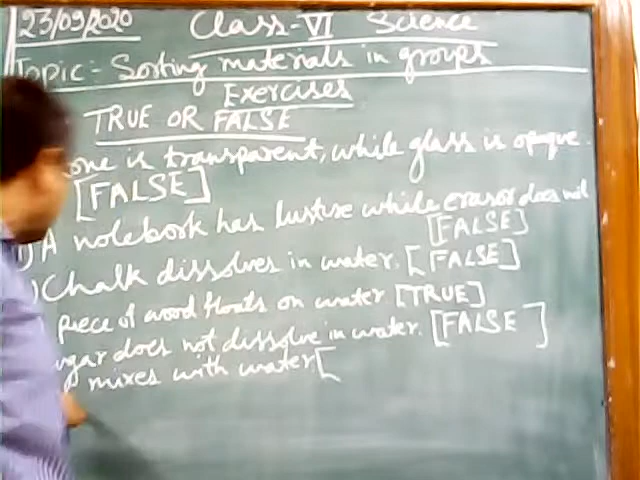 23/09/2020 Class-VI Science
Topic:- Sorting materials in groups
Exercises
TRUE OR FALSE
one is transparent, while glass is opaque.
[FALSE]
A notebook has lustre while eraser does not
[FALSE]
Chalk dissolves in water. [FALSE]
piece of wood floats on water [TRUE]
ugar does not dissolve in water. [FALSE]
mixes with water [